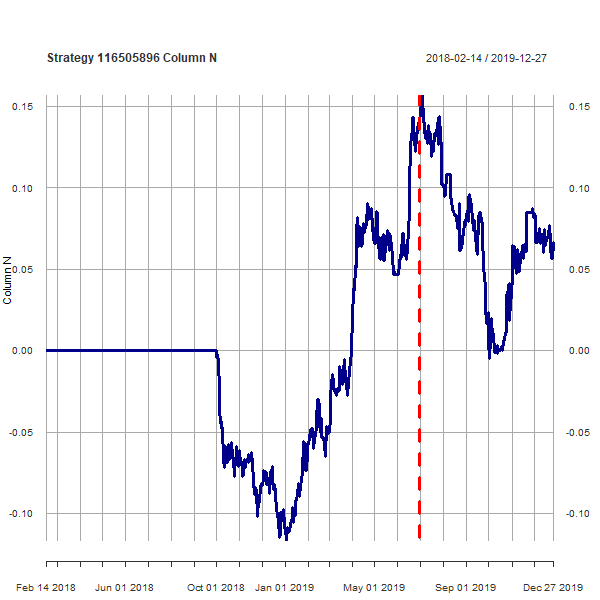 Strategy 116505896 Column N
2018-02-14 / 2019-12-27
0.15
0.10
0.05
0.00
-0.05
-0.10
Column N
0.15
0.10
0.05
0.00
-0.05
-0.10
Feb 14 2018
Jun 01 2018
Oct 01 2018
Jan 01 2019
May 01 2019
Sep 01 2019
Dec 27 2019